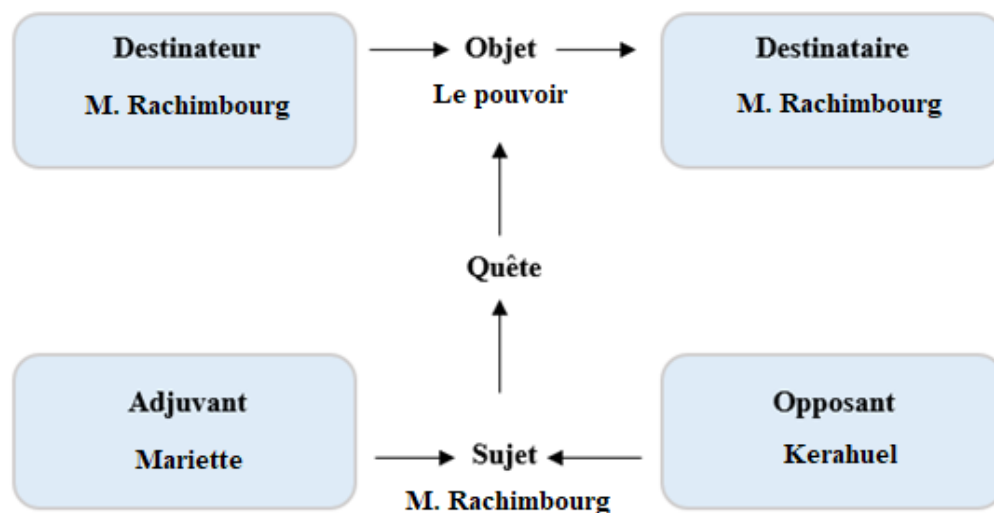 Destinateur
M. Rachimbourg
Objet
Le pouvoir
Destinataire
M. Rachimbourg
Quête
Adjuvant
Mariette
Sujet
M. Rachimbourg
Opposant
Kerahuel